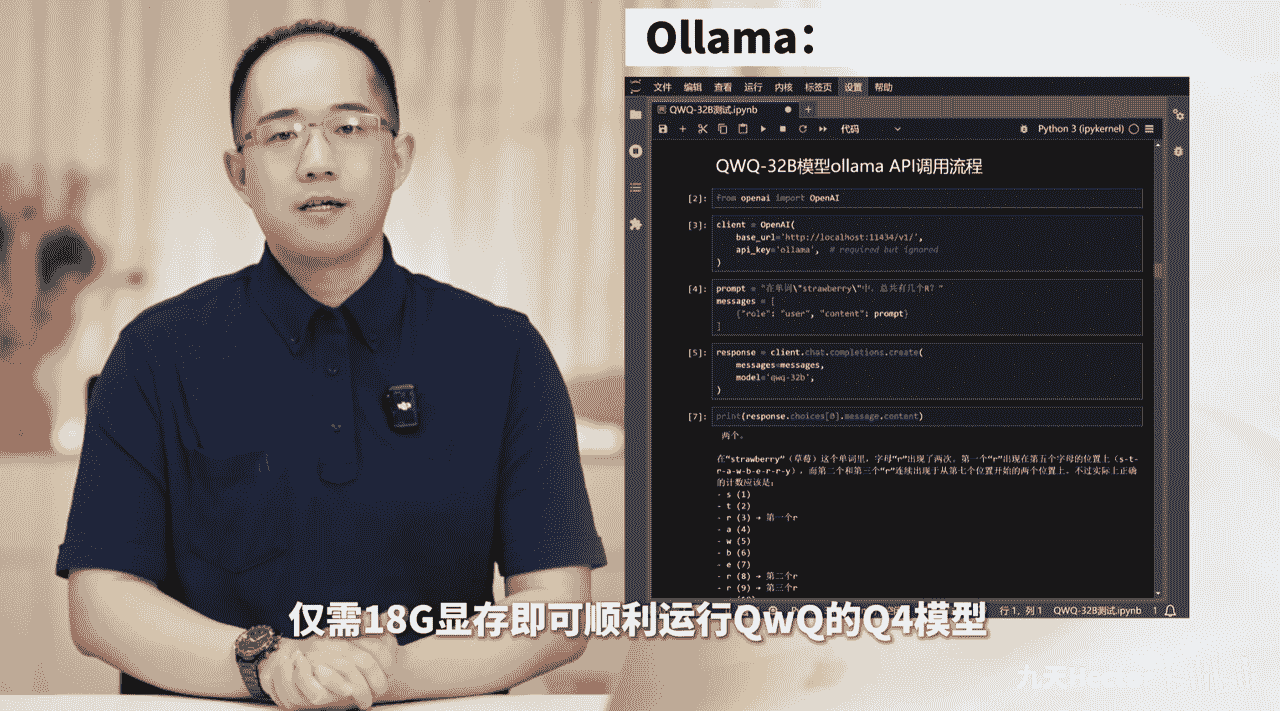 Ollama：
文件 编辑 查看 运行 内核 标签页 设置 帮助
QWQ-32B测试.ipynb
代码
Python 3 (ipykernel)
QWQ-32B模型ollama API调用流程
[2]: from openai import OpenAI
[3]: client = OpenAI(
base_url='http://localhost:11434/v1/',
api_key='ollama', # required but ignored
)
[4]: prompt = "在单词\"strawberry\"中，总共有几个R？"
messages = [
{"role": "user", "content": prompt}
]
[5]: response = client.chat.completions.create(
messages=messages,
model='qwq-32b',
)
[7]: print(response.choices[0].message.content)
两个。
在“strawberry”（草莓）这个单词里，字母“r”出现了两次。第一个“r”出现在第五个字母的位置上（s-t-
r-a-w-b-e-r-r-y），而第二个和第三个“r”连续出现于从第七个位置开始的两个位置上。不过实际上正确
的计数应该是：
- s (1)
- t (2)
- r (3) → 第一个r
- a (4)
- w (5)
- b (6)
- e (7)
- r (8) → 第二个r
- r (9) → 第三个r
行 1，列 1 QWQ-32B测试.ipynb 1
仅需18G显存即可顺利运行QwQ的Q4模型